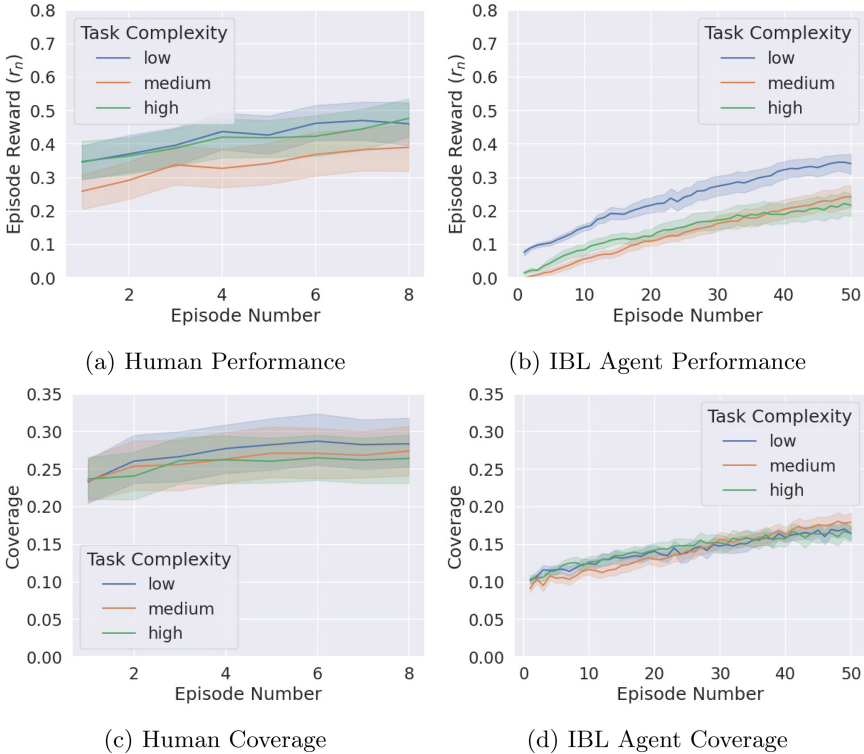 0.8
0.7
0.6
0.5
0.4
0.3
0.2
0.1
0.0
Episode Reward (rn)
Task Complexity
low
medium
high
2
4
6
8
Episode Number
(a) Human Performance
0.8
0.7
0.6
0.5
0.4
0.3
0.2
0.1
0.0
Episode Reward (rn)
Task Complexity
low
medium
high
0
10
20
30
40
50
Episode Number
(b) IBL Agent Performance
0.35
0.30
0.25
0.20
0.15
0.10
0.05
0.00
Coverage
Task Complexity
low
medium
high
2
4
6
8
Episode Number
(c) Human Coverage
0.35
0.30
0.25
0.20
0.15
0.10
0.05
0.00
Coverage
Task Complexity
low
medium
high
0
10
20
30
40
50
Episode Number
(d) IBL Agent Coverage